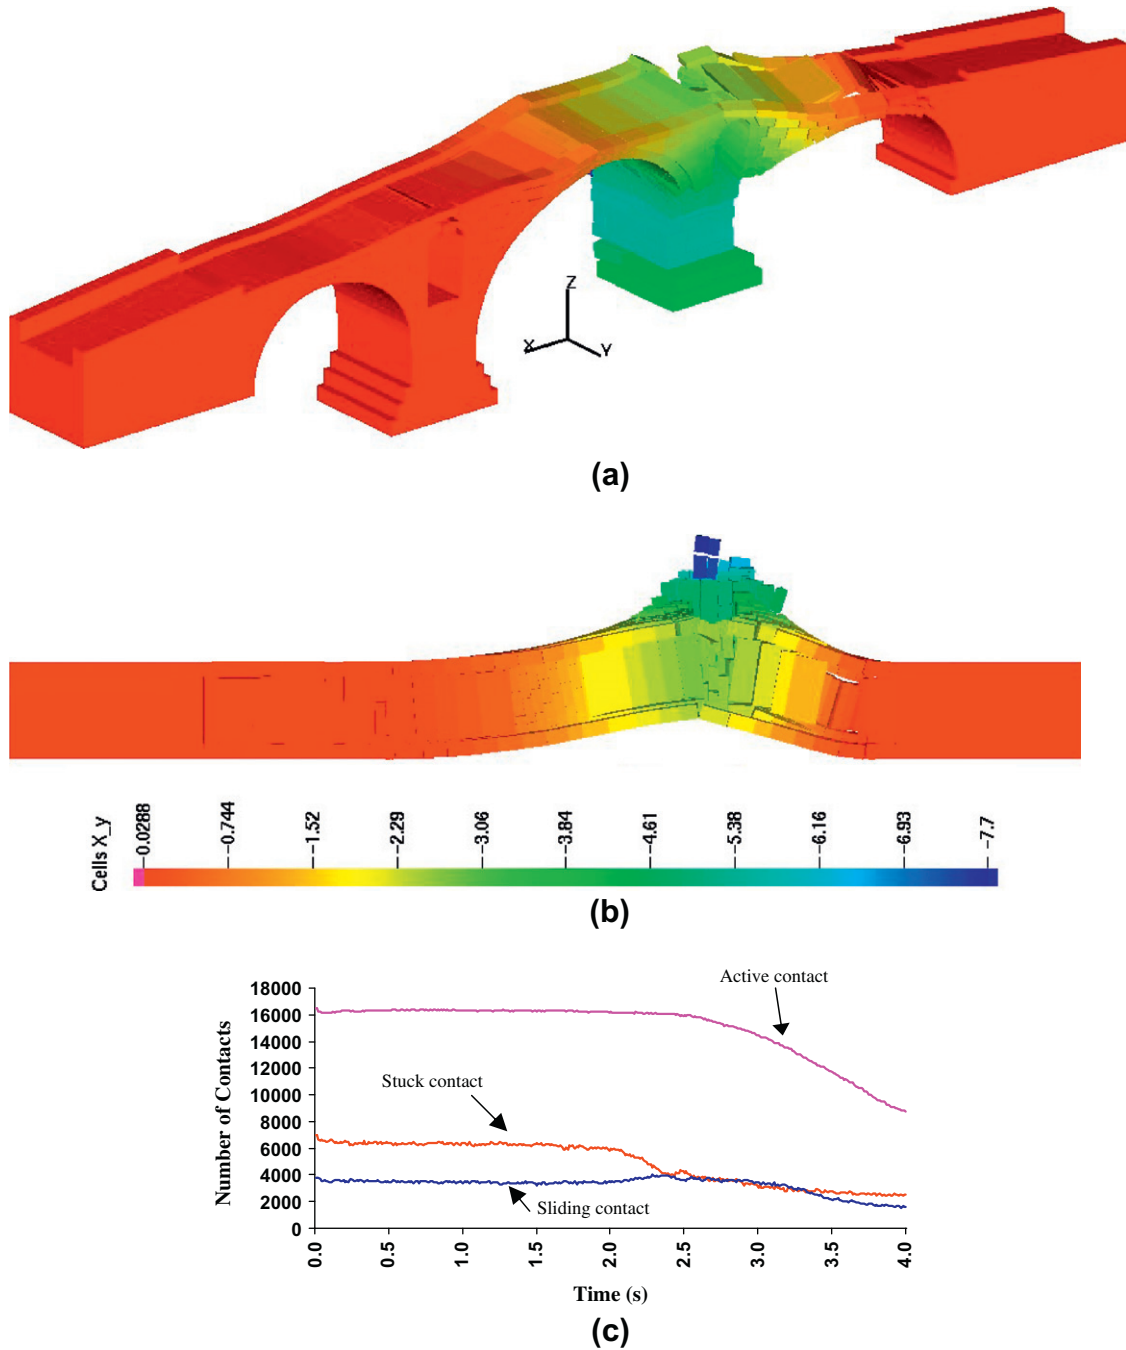 Z
X
Y
(a)
Cells X_y
-0.0288
-0.744
-1.52
-2.29
-3.06
-3.84
-4.61
-5.38
-6.16
-6.93
-7.7
(b)
Active contact
18000
16000
14000
12000
10000
8000
6000
4000
2000
0
Number of Contacts
Stuck contact
Sliding contact
0.0 0.5 1.0 1.5 2.0 2.5 3.0 3.5 4.0
Time (s)
(c)